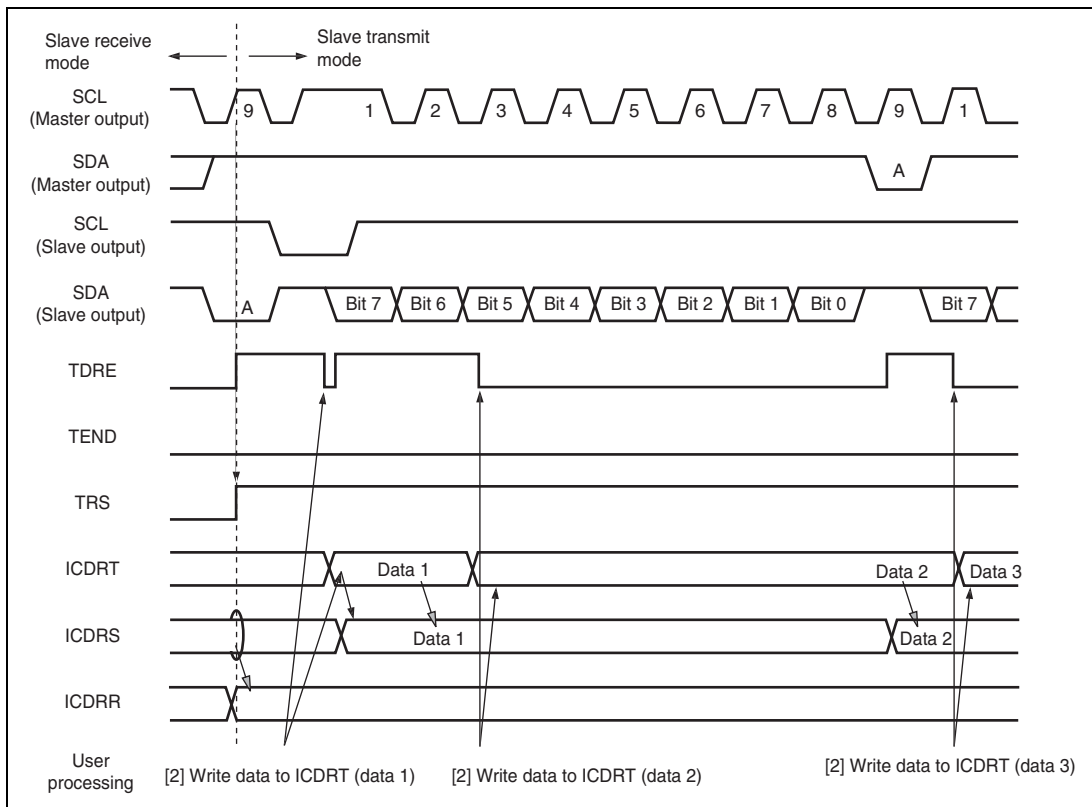 Slave receive
mode
Slave transmit
mode
SCL
(Master output)
9 1 2 3 4 5 6 7 8 9 1
SDA
(Master output)
A
SCL
(Slave output)
SDA
(Slave output)
A Bit 7 Bit 6 Bit 5 Bit 4 Bit 3 Bit 2 Bit 1 Bit 0 Bit 7
TDRE
TEND
TRS
ICDRT
Data 1 Data 2 Data 3
ICDRS
Data 1 Data 2
ICDRR
User
processing
[2] Write data to ICDRT (data 1) [2] Write data to ICDRT (data 2) [2] Write data to ICDRT (data 3)